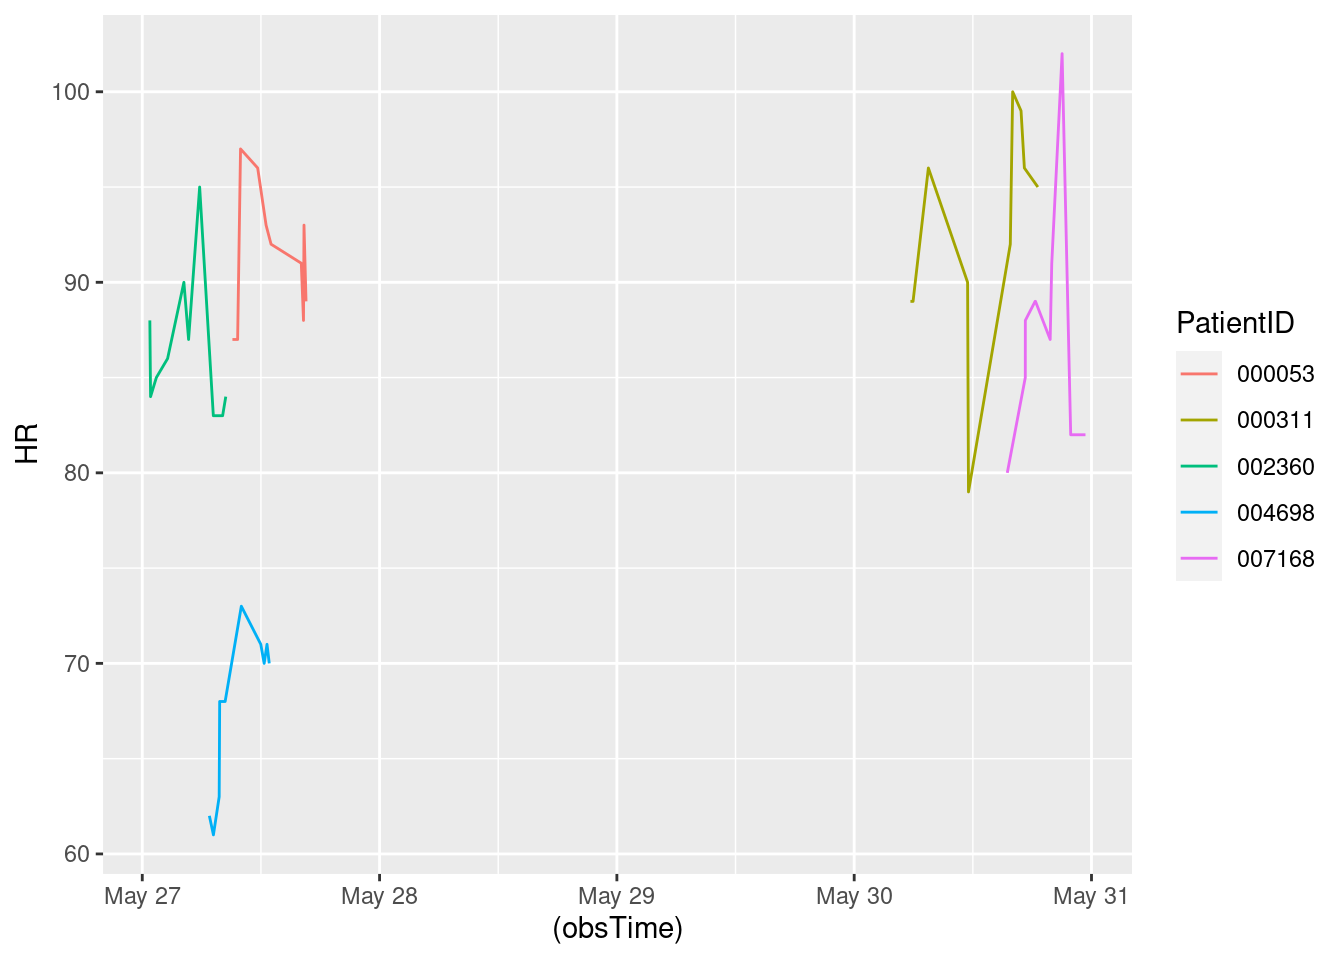 100
90
80
70
60
HR
May 27
May 28
May 29
May 30
May 31
(obsTime)
PatientID
000053
000311
002360
004698
007168